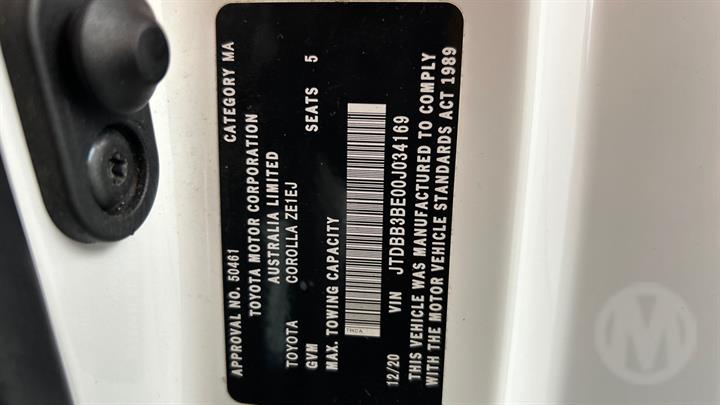 APPROVAL NO. 50461 CATEGORY MA
TOYOTA MOTOR CORPORATION
AUSTRALIA LIMITED
TOYOTA COROLLA ZE1EJ
GVM SEATS 5
MAX. TOWING CAPACITY
THCA
12/20 VIN JTDBB3BE00J034169
THIS VEHICLE WAS MANUFACTURED TO COMPLY
WITH THE MOTOR VEHICLE STANDARDS ACT 1989
M